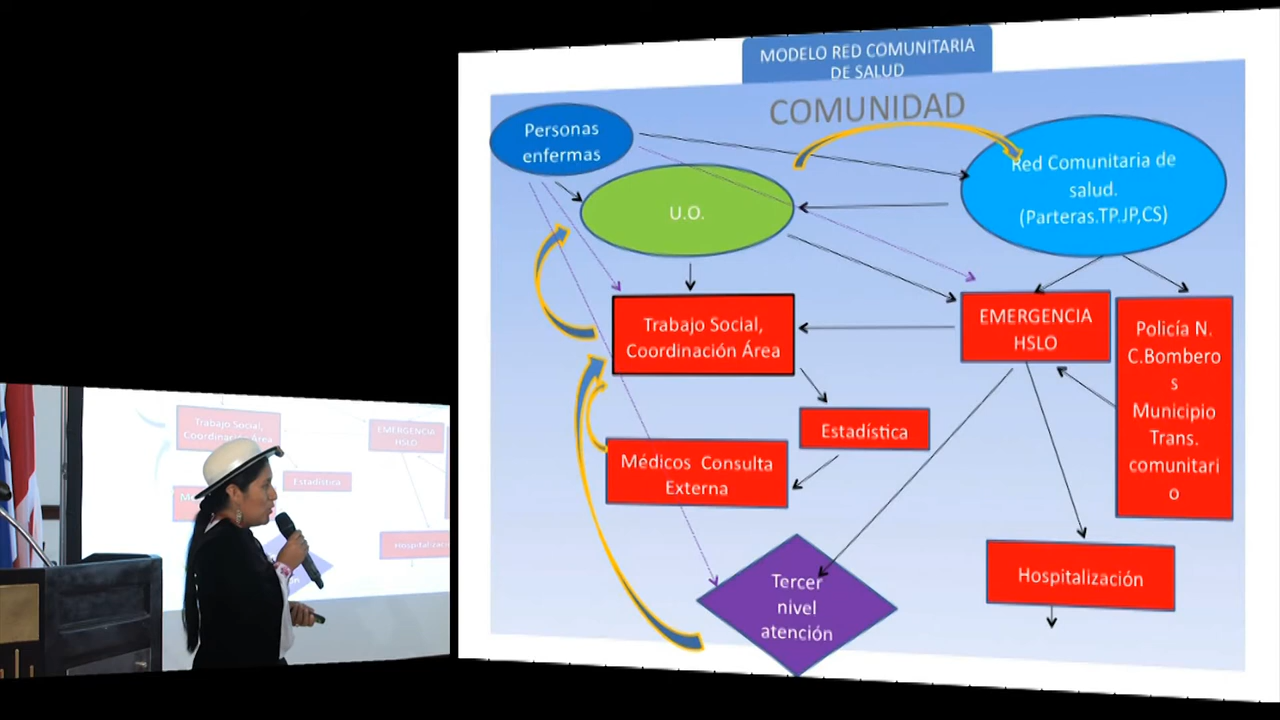 MODELO RED COMUNITARIA
DE SALUD
COMUNIDAD
Personas
enfermas
Red Comunitaria de
salud.
(Parteras.TP.JP,CS)
U.O.
Trabajo Social,
Coordinación Área
EMERGENCIA
HSLO
Policía N.
C.Bombero
s
Municipio
Trans.
comunitari
o
Estadística
Médicos Consulta
Externa
Tercer
nivel
atención
Hospitalización
Trabajo Social,
Coordinación Área
EMERGENCIA
HSLO
Estadística